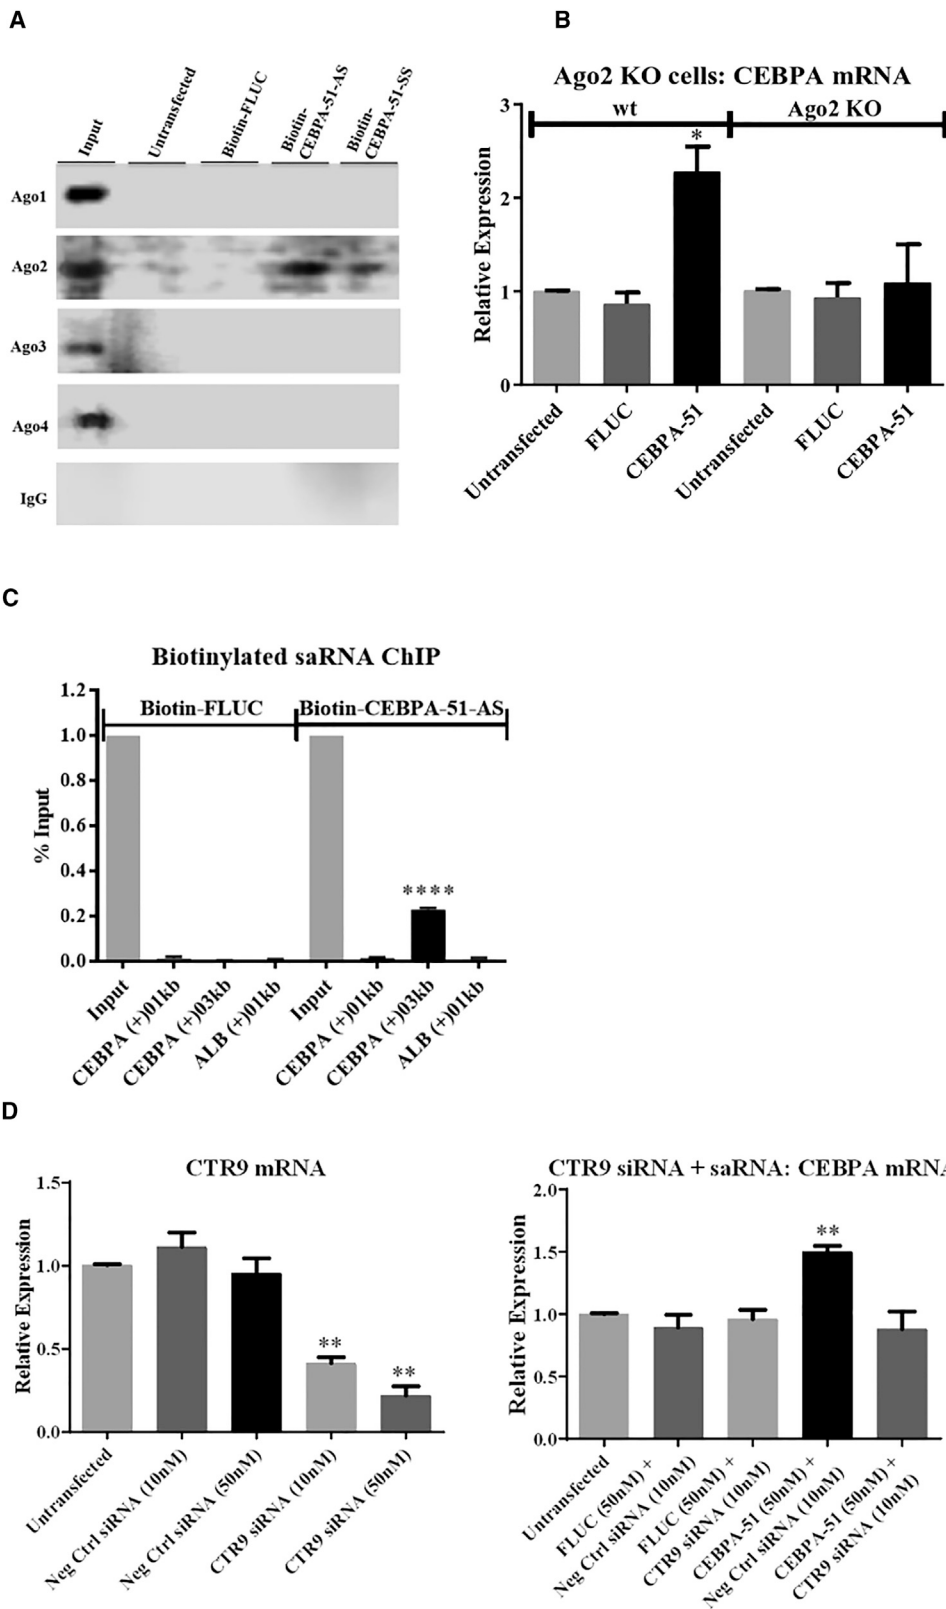 A
Input
Untransfected
Biotin-FLUC
Biotin-
CEBPA-51-AS
Biotin-
CEBPA-51-SS
Ago1
Ago2
Ago3
Ago4
IgG
B
Ago2 KO cells: CEBPA mRNA
wt
Ago2 KO
*
Relative Expression
3
2
1
0
Untransfected
FLUC
CEBPA-51
Untransfected
FLUC
CEBPA-51
C
Biotinylated saRNA ChIP
Biotin-FLUC
Biotin-CEBPA-51-AS
% Input
1.2
1.0
0.8
0.6
0.4
0.2
0.0
****
Input
CEBPA (+)01kb
CEBPA (+)03kb
ALB (+)01kb
Input
CEBPA (+)01kb
CEBPA (+)03kb
ALB (+)01kb
D
CTR9 mRNA
Relative Expression
1.5
1.0
0.5
0.0
**
**
Untransfected
Neg Ctrl siRNA (10nM)
Neg Ctrl siRNA (50nM)
CTR9 siRNA (10nM)
CTR9 siRNA (50nM)
CTR9 siRNA + saRNA: CEBPA mRNA
Relative Expression
2.0
1.5
1.0
0.5
0.0
**
Untransfected
FLUC (50nM) +
Neg Ctrl siRNA (10nM)
FLUC (50nM) +
CTR9 siRNA (10nM)
CEBPA-51 (50nM) +
Neg Ctrl siRNA (10nM)
CEBPA-51 (50nM) +
CTR9 siRNA (10nM)